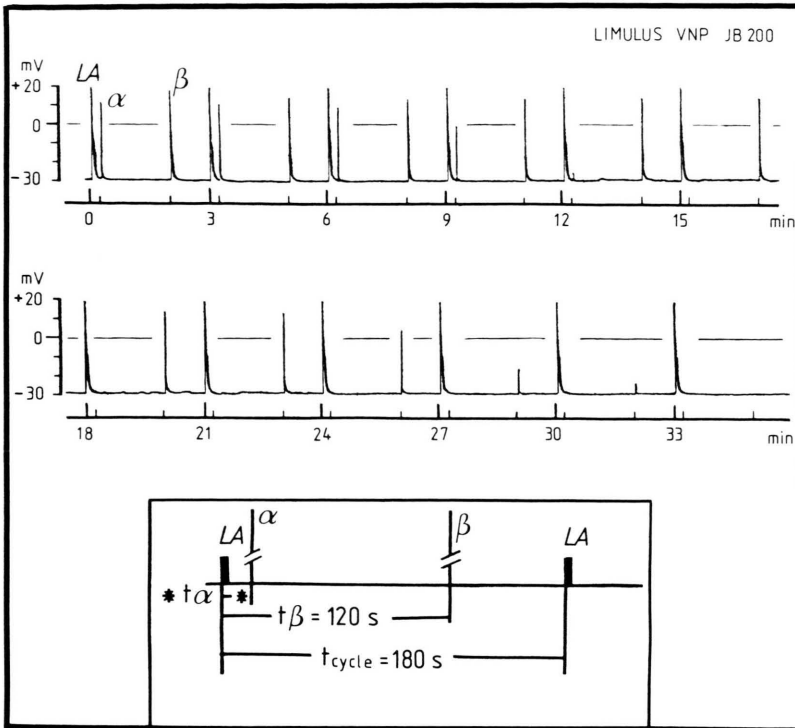 LIMULUS VNP JB 200
mV
+20
0
−30
LA α β
0 3 6 9 12 15 min
mV
+20
0
−30
18 21 24 27 30 33 min
LA α β LA
* tα *
tβ = 120 s
tcycle = 180 s